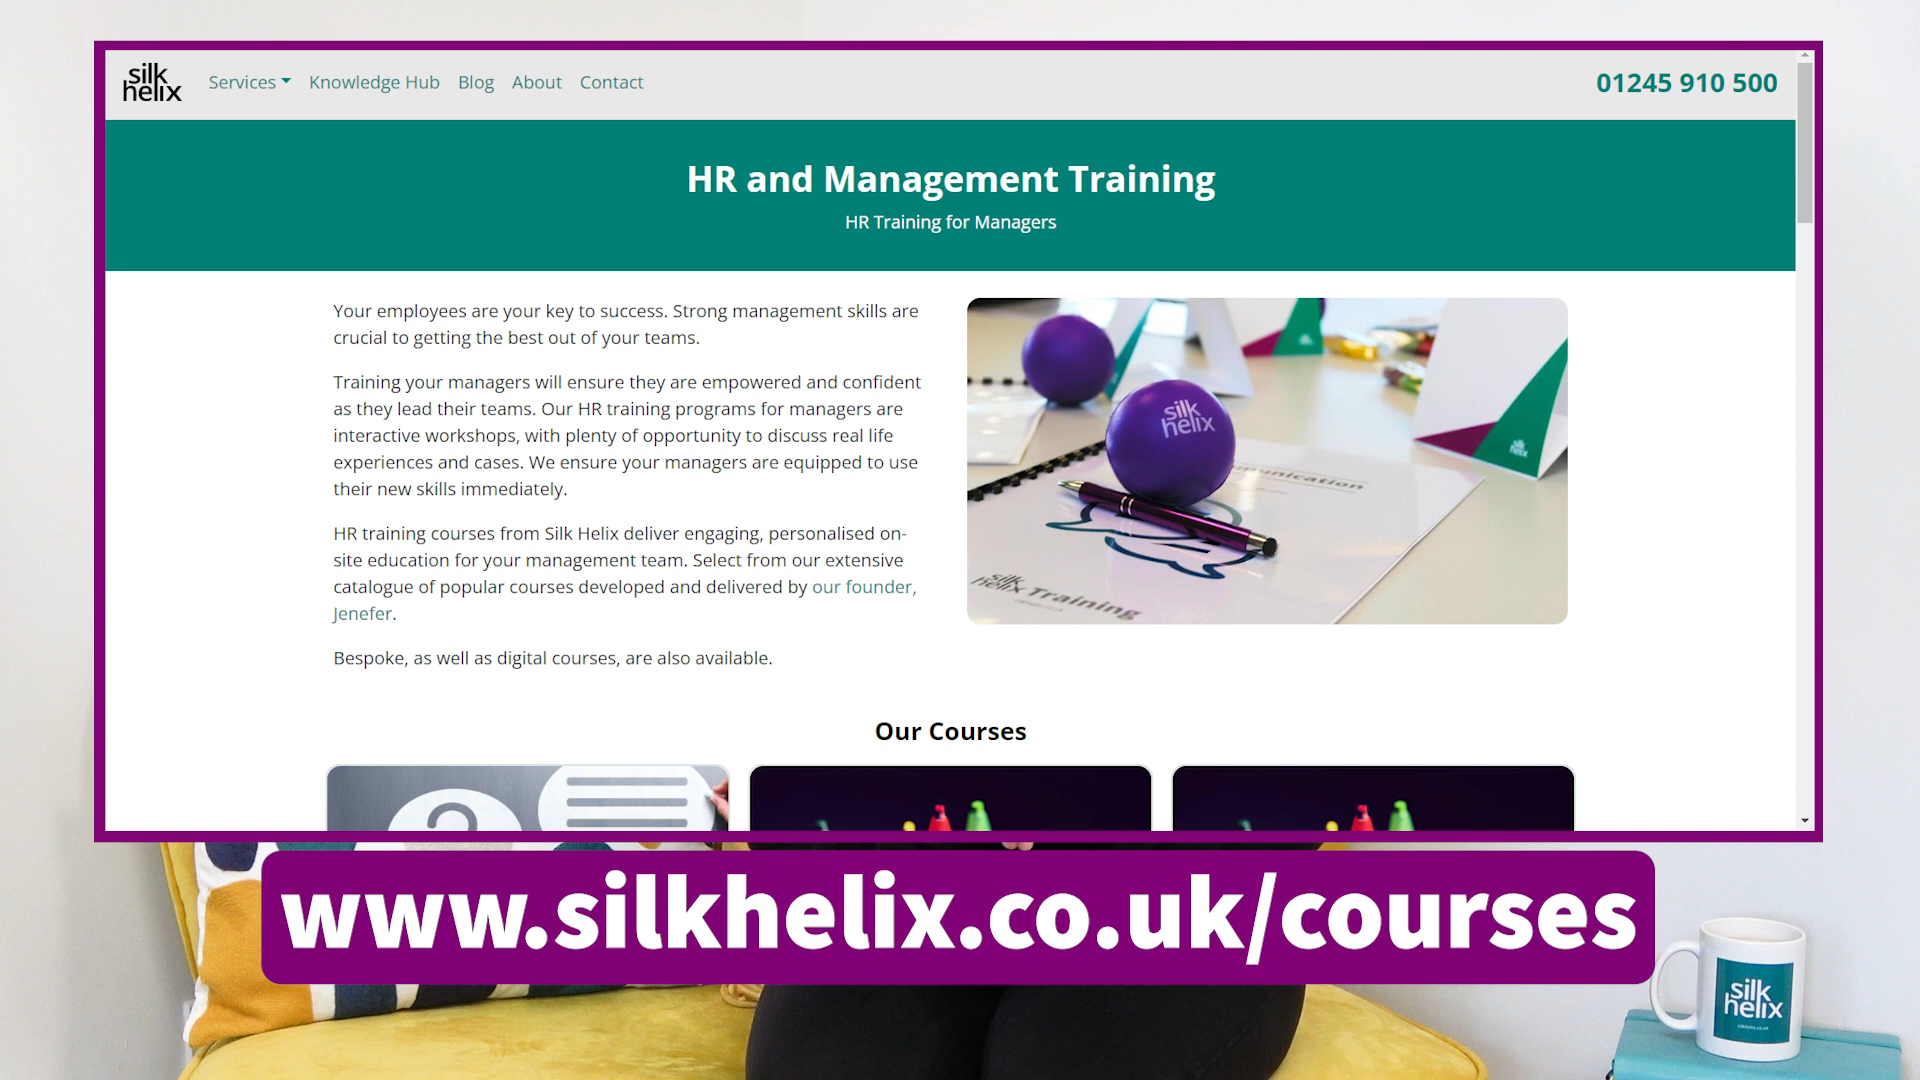 silk
helix
Services
Knowledge Hub
Blog
About
Contact
01245 910 500
HR and Management Training
HR Training for Managers
Your employees are your key to success. Strong management skills are
crucial to getting the best out of your teams.
Training your managers will ensure they are empowered and confident
as they lead their teams. Our HR training programs for managers are
interactive workshops, with plenty of opportunity to discuss real life
experiences and cases. We ensure your managers are equipped to use
their new skills immediately.
HR training courses from Silk Helix deliver engaging, personalised on-
site education for your management team. Select from our extensive
catalogue of popular courses developed and delivered by our founder,
Jenefer.
Bespoke, as well as digital courses, are also available.
silk
helix
silk
helix
silk
helix Training
Our Courses
?
www.silkhelix.co.uk/courses
silk
helix
silkhelix.co.uk